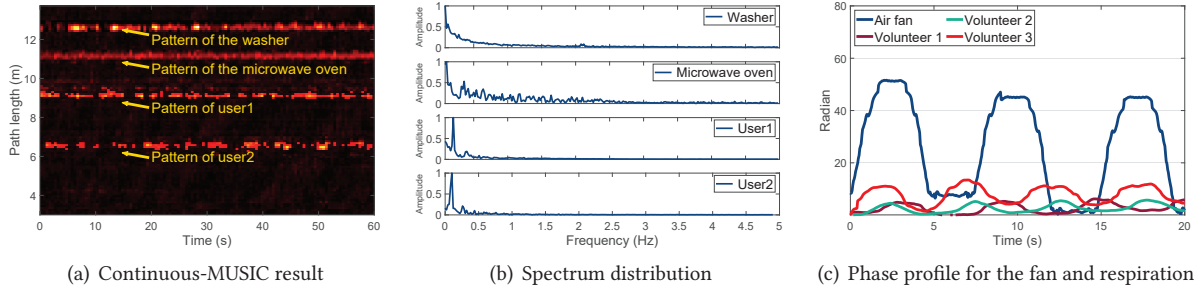 12
10
8
6
4
Path length (m)
Pattern of the washer
Pattern of the microwave oven
Pattern of user1
Pattern of user2
0 10 20 30 40 50 60
Time (s)
(a) Continuous-MUSIC result
Amplitude
1
0.5
0
Washer
Amplitude
1
0.5
0
Microwave oven
Amplitude
1
0.5
0
User1
Amplitude
1
0.5
0
User2
0 0.5 1 1.5 2 2.5 3 3.5 4 4.5 5
Frequency (Hz)
(b) Spectrum distribution
80
60
40
20
0
Radian
Air fan
Volunteer 1
Volunteer 2
Volunteer 3
0 5 10 15 20
Time (s)
(c) Phase profile for the fan and respiration